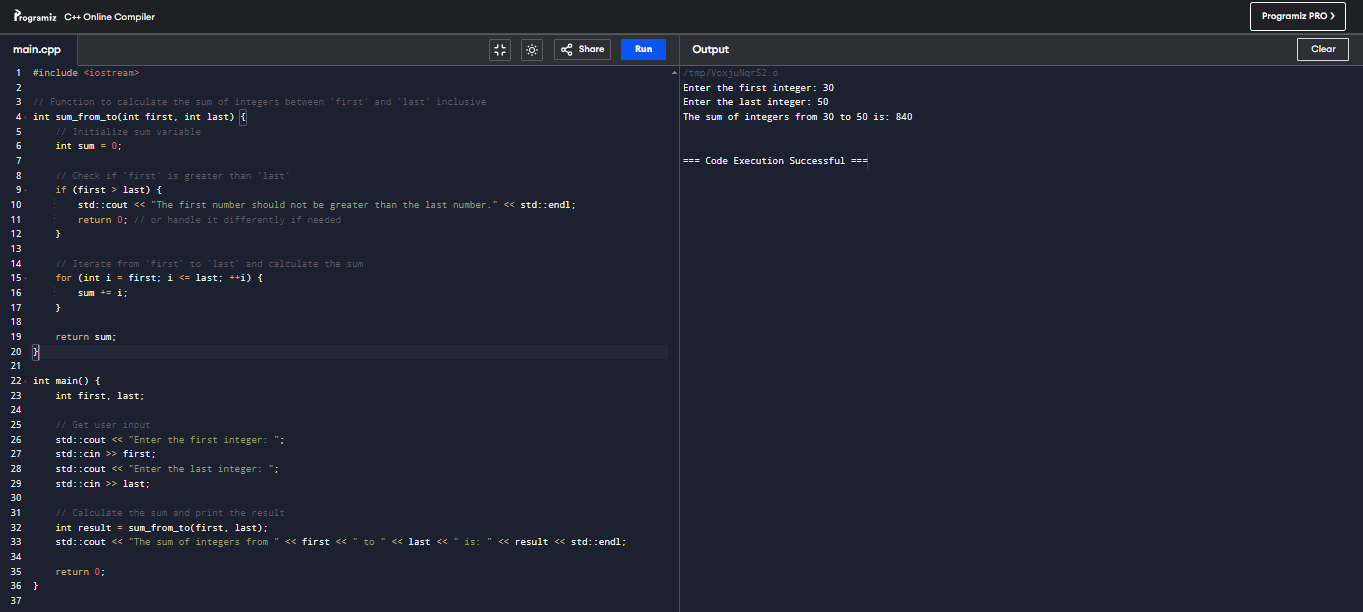 Programiz C++ Online Compiler
Programiz PRO >
main.cpp
Share
Run
Output
Clear
1 #include <iostream>
2
3 // Function to calculate the sum of integers between 'first' and 'last' inclusive
4 int sum_from_to(int first, int last) {
5     // Initialize sum variable
6     int sum = 0;
7
8     // Check if 'first' is greater than 'last'
9     if (first > last) {
10         std::cout << "The first number should not be greater than the last number." << std::endl;
11         return 0; // or handle it differently if needed
12     }
13
14     // Iterate from 'first' to 'last' and calculate the sum
15     for (int i = first; i <= last; ++i) {
16         sum += i;
17     }
18
19     return sum;
20 }
21
22 int main() {
23     int first, last;
24
25     // Get user input
26     std::cout << "Enter the first integer: ";
27     std::cin >> first;
28     std::cout << "Enter the last integer: ";
29     std::cin >> last;
30
31     // Calculate the sum and print the result
32     int result = sum_from_to(first, last);
33     std::cout << "The sum of integers from " << first << " to " << last << " is: " << result << std::endl;
34
35     return 0;
36 }
37
/tmp/VoxjuNqrS2.o
Enter the first integer: 30
Enter the last integer: 50
The sum of integers from 30 to 50 is: 840
=== Code Execution Successful ===